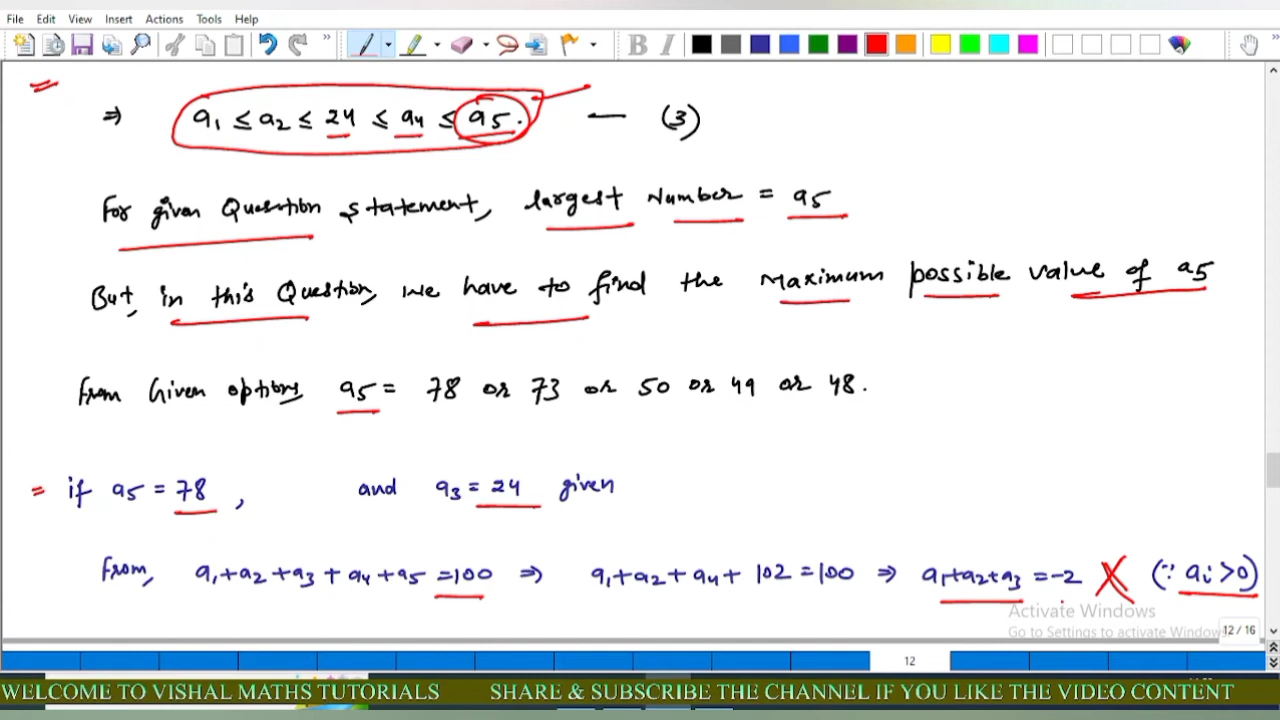 File Edit View Insert Actions Tools Help
⇒ a₁ ≤ a₂ ≤ 24 ≤ a₄ ≤ a₅. — (3)
For given Question statement, largest Number = a₅
But, in this Question, we have to find the Maximum possible value of a₅
From Given options a₅ = 78 or 73 or 50 or 49 or 48.
= if a₅ = 78, and a₃ = 24 given
From, a₁+a₂+a₃+a₄+a₅ = 100 ⇒ a₁+a₂+a₄+102 = 100 ⇒ a₁+a₂+a₃ = -2 X (∵ aᵢ>0)
Activate Windows
Go to Settings to activate Windows
12 / 16
12
WELCOME TO VISHAL MATHS TUTORIALS SHARE & SUBSCRIBE THE CHANNEL IF YOU LIKE THE VIDEO CONTENT